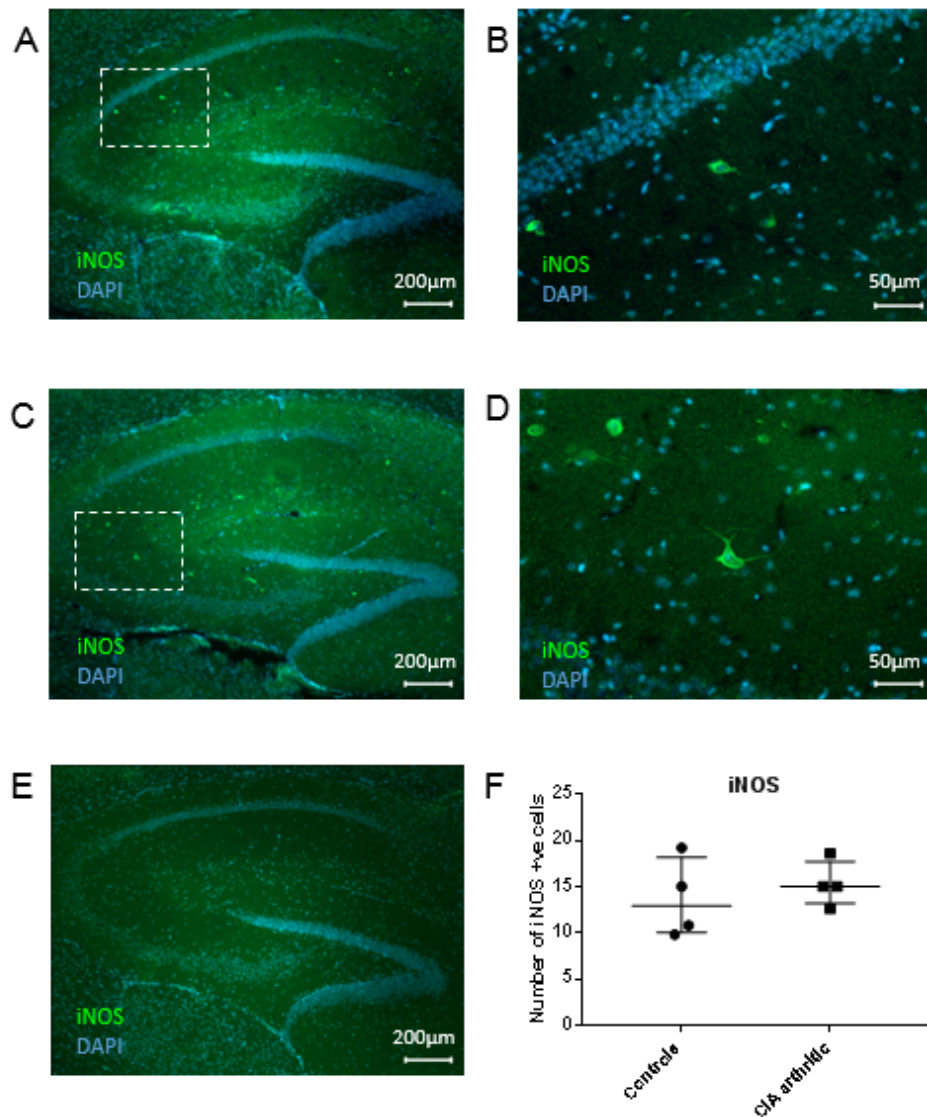 A
iNOS
DAPI
200µm
B
iNOS
DAPI
50µm
C
iNOS
DAPI
200µm
D
iNOS
DAPI
50µm
E
iNOS
DAPI
200µm
F
iNOS
Number of iNOS +ve cells
25
20
15
10
5
0
Controls
CIA arthritic